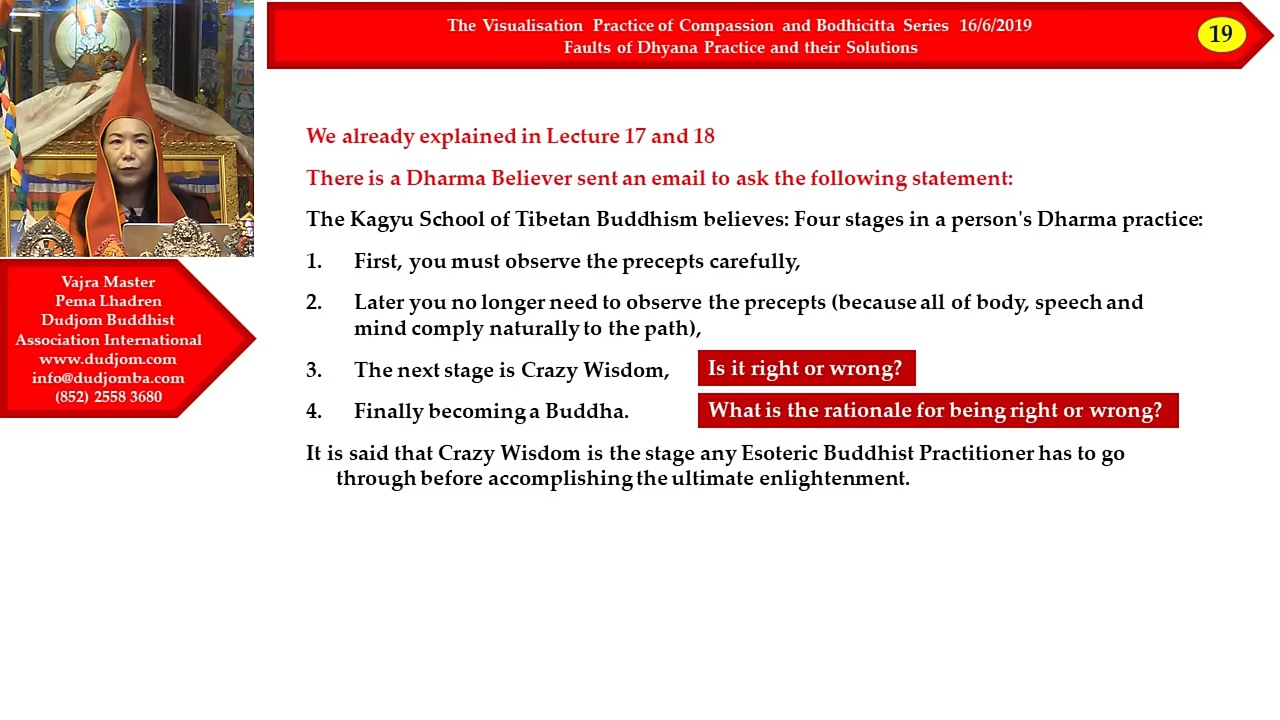 The Visualisation Practice of Compassion and Bodhicitta Series 16/6/2019
Faults of Dhyana Practice and their Solutions
19
We already explained in Lecture 17 and 18
There is a Dharma Believer sent an email to ask the following statement:
The Kagyu School of Tibetan Buddhism believes: Four stages in a person's Dharma practice:
1. First, you must observe the precepts carefully,
2. Later you no longer need to observe the precepts (because all of body, speech and
mind comply naturally to the path),
3. The next stage is Crazy Wisdom,
Is it right or wrong?
4. Finally becoming a Buddha.
What is the rationale for being right or wrong?
It is said that Crazy Wisdom is the stage any Esoteric Buddhist Practitioner has to go
through before accomplishing the ultimate enlightenment.
Vajra Master
Pema Lhadren
Dudjom Buddhist
Association International
www.dudjom.com
info@dudjomba.com
(852) 2558 3680